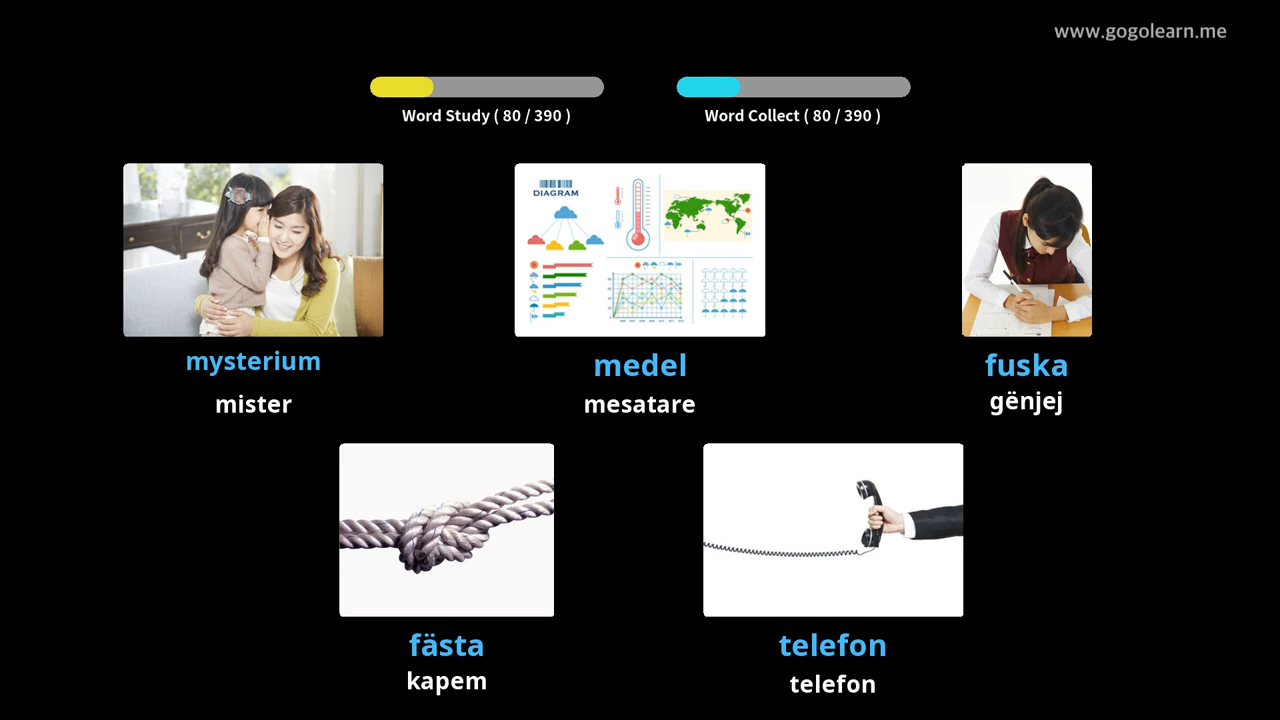 www.gogolearn.me
Word Study ( 80 / 390 )
Word Collect ( 80 / 390 )
DIAGRAM
mysterium
mister
medel
mesatare
fuska
gënjej
fästa
kapem
telefon
telefon